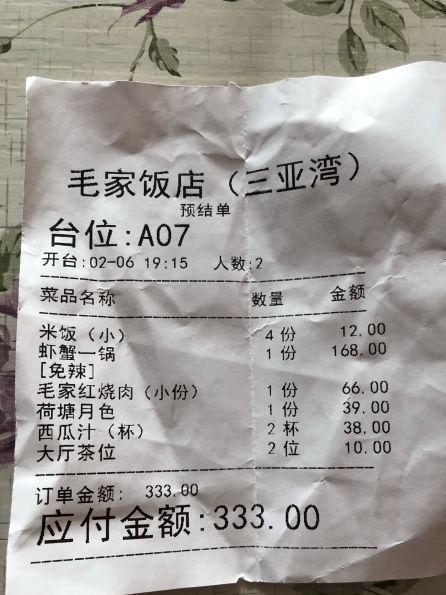 毛家饭店（三亚湾）
预结单
台位:A07
开台:02-06 19:15 人数:2
菜品名称 数量 金额
米饭（小） 4 份 12.00
虾蟹一锅 1 份 168.00
[免辣]
毛家红烧肉（小份） 1 份 66.00
荷塘月色 1 份 39.00
西瓜汁（杯） 2 杯 38.00
大厅茶位 2 位 10.00
订单金额: 333.00
应付金额:333.00